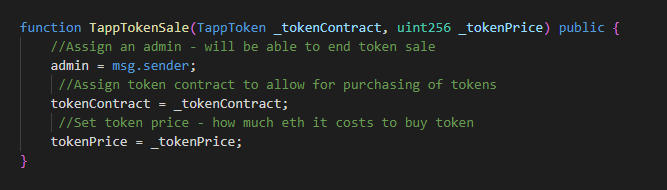 function TappTokenSale(TappToken _tokenContract, uint256 _tokenPrice) public {
//Assign an admin - will be able to end token sale
admin = msg.sender;
//Assign token contract to allow for purchasing of tokens
tokenContract = _tokenContract;
//Set token price - how much eth it costs to buy token
tokenPrice = _tokenPrice;
}